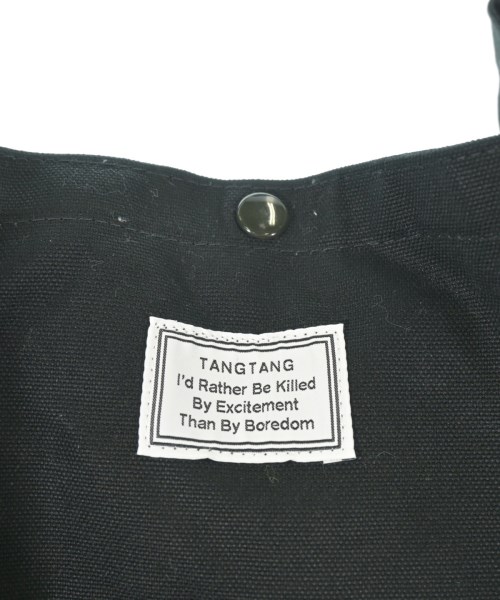 TANGTANG
I'd Rather Be Killed
By Excitement
Than By Boredom